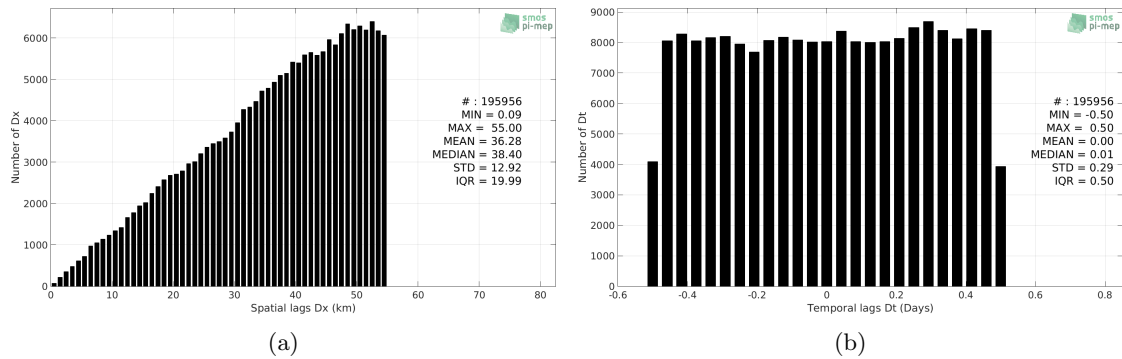 smos
pi-mep
6000
5000
4000
3000
2000
1000
0
Number of Dx
# : 195956
MIN = 0.09
MAX = 55.00
MEAN = 36.28
MEDIAN = 38.40
STD = 12.92
IQR = 19.99
0 10 20 30 40 50 60 70 80
Spatial lags Dx (km)
(a)
smos
pi-mep
9000
8000
7000
6000
5000
4000
3000
2000
1000
0
Number of Dt
# : 195956
MIN = -0.50
MAX = 0.50
MEAN = 0.00
MEDIAN = 0.01
STD = 0.29
IQR = 0.50
-0.6 -0.4 -0.2 0 0.2 0.4 0.6 0.8
Temporal lags Dt (Days)
(b)